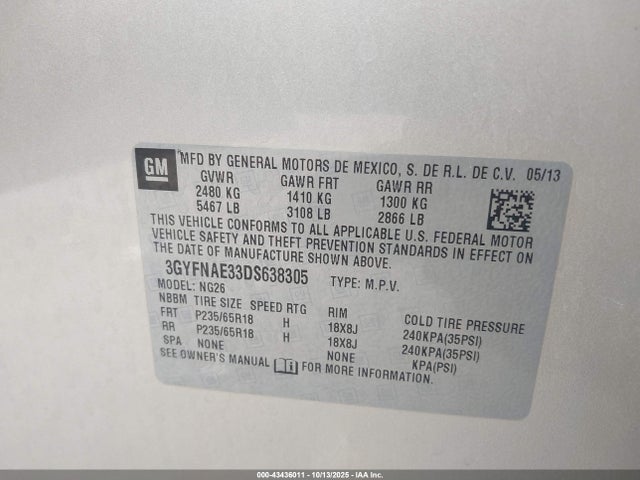 GM
MFD BY GENERAL MOTORS DE MEXICO, S. DE R.L. DE C.V. 05/13
GVWR GAWR FRT GAWR RR
2480 KG 1410 KG 1300 KG
5467 LB 3108 LB 2866 LB
THIS VEHICLE CONFORMS TO ALL APPLICABLE U.S. FEDERAL MOTOR
VEHICLE SAFETY AND THEFT PREVENTION STANDARDS IN EFFECT ON
THE DATE OF MANUFACTURE SHOWN ABOVE.
3GYFNAE33DS638305 TYPE: M.P.V.
MODEL: NG26
NBBM TIRE SIZE SPEED RTG RIM COLD TIRE PRESSURE
FRT P235/65R18 H 18X8J 240KPA(35PSI)
RR P235/65R18 H 18X8J 240KPA(35PSI)
SPA NONE NONE KPA(PSI)
SEE OWNER'S MANUAL FOR MORE INFORMATION.
000-43436011 - 10/13/2025 - IAA, Inc.